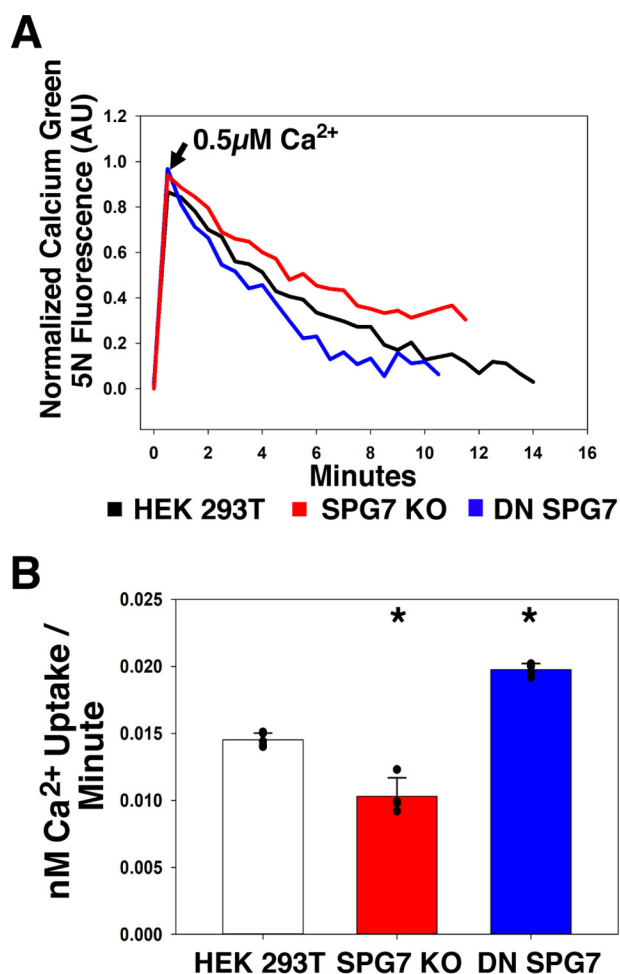 A
Normalized Calcium Green
5N Fluorescence (AU)
1.2
1.0
0.8
0.6
0.4
0.2
0.0
0.5µM Ca²⁺
0 2 4 6 8 10 12 14 16
Minutes
HEK 293T SPG7 KO DN SPG7
B
nM Ca²⁺ Uptake /
Minute
0.025
0.020
0.015
0.010
0.005
0.000
* *
HEK 293T SPG7 KO DN SPG7